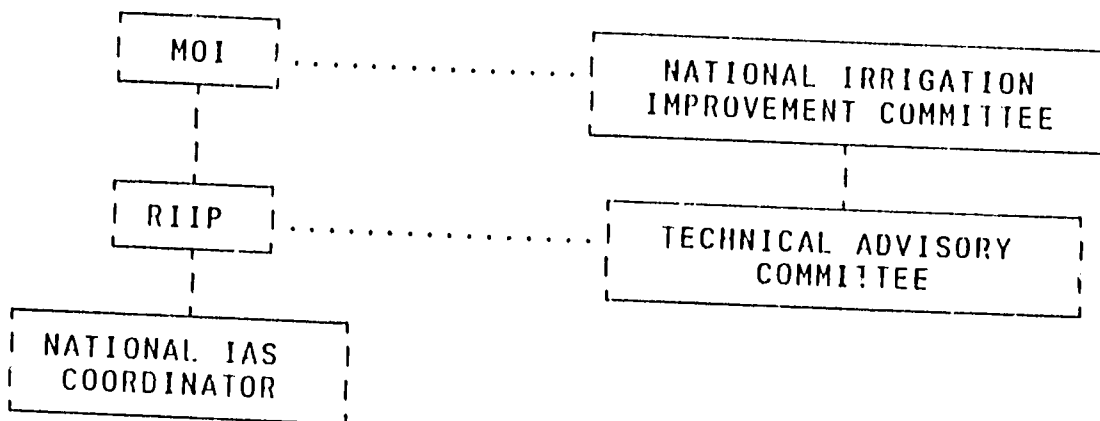 MOI
NATIONAL IRRIGATION
IMPROVEMENT COMMITTEE
RIIP
TECHNICAL ADVISORY
COMMITTEE
NATIONAL IAS
COORDINATOR